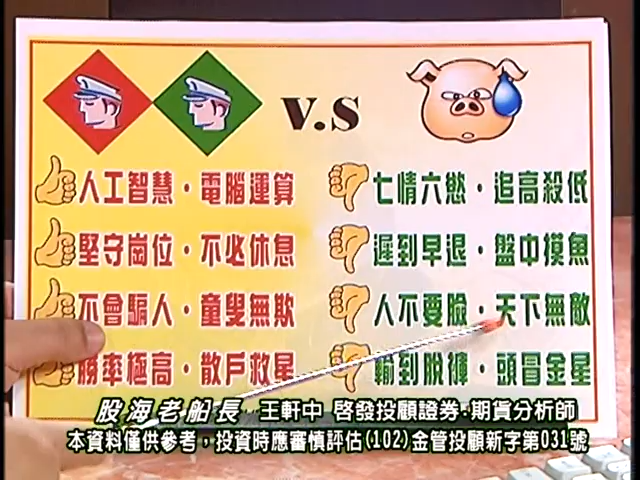 V.S
人工智慧・電腦運算
七情六慾・追高殺低
堅守崗位・不必休息
遲到早退・盤中摸魚
不會騙人・童叟無欺
人不要臉・天下無敵
勝率極高・散戶救星
輸到脫褲・頭冒金星
股海老船長 王軒中 啓發投顧證券・期貨分析師
本資料僅供參考，投資時應審慎評估(102)金管投顧新字第031號